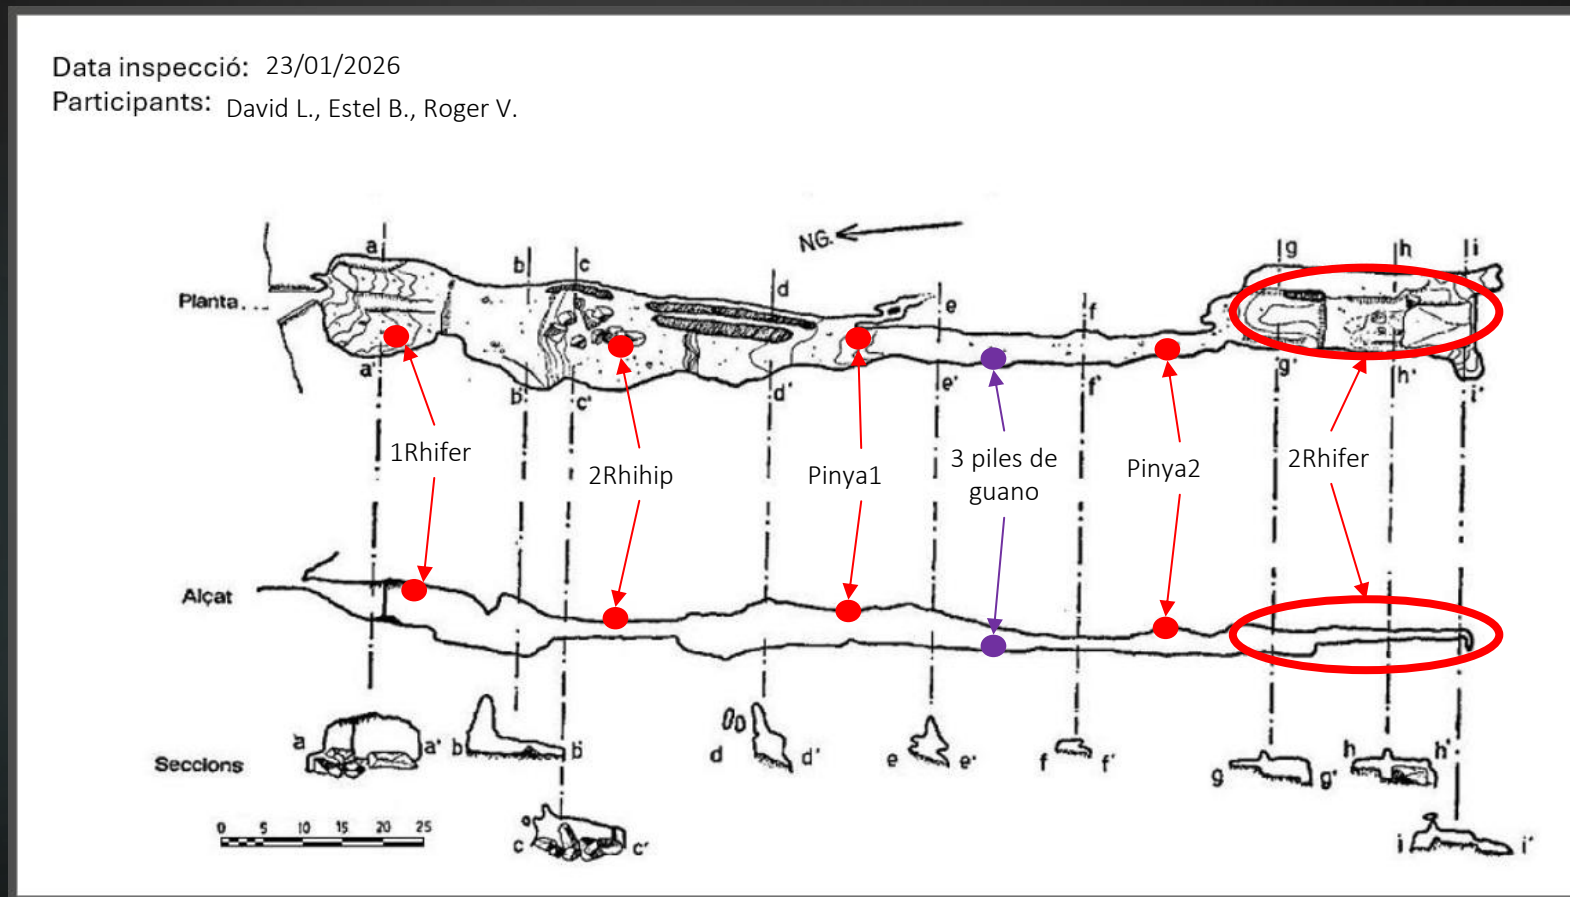 Data inspecció: 23/01/2026
Participants: David L., Estel B., Roger V.
NG.
a
b
c
d
e
f
g
h
i
Planta...
a'
b'
c'
d'
e'
f'
g'
h'
i'
1Rhifer
2Rhihip
Pinya1
3 piles de
guano
Pinya2
2Rhifer
Alçat
Seccions
a
a'
b
b
d
d'
e
e'
f
f'
g
g'
h
h'
c
c'
i
i'
0 5 10 15 20 25